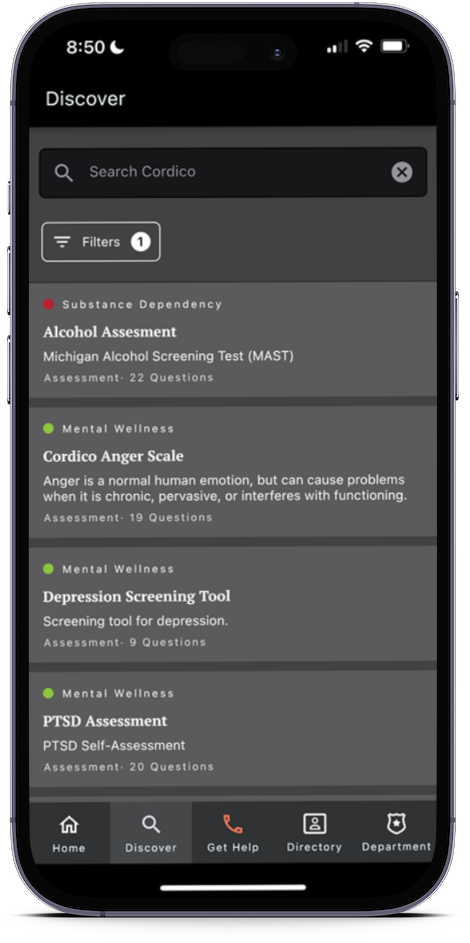 8:50
Discover
Search Cordico
Filters 1
Substance Dependency
Alcohol Assesment
Michigan Alcohol Screening Test (MAST)
Assessment· 22 Questions
Mental Wellness
Cordico Anger Scale
Anger is a normal human emotion, but can cause problems
when it is chronic, pervasive, or interferes with functioning.
Assessment· 19 Questions
Mental Wellness
Depression Screening Tool
Screening tool for depression.
Assessment· 9 Questions
Mental Wellness
PTSD Assessment
PTSD Self-Assessment
Assessment· 20 Questions
Home Discover Get Help Directory Department